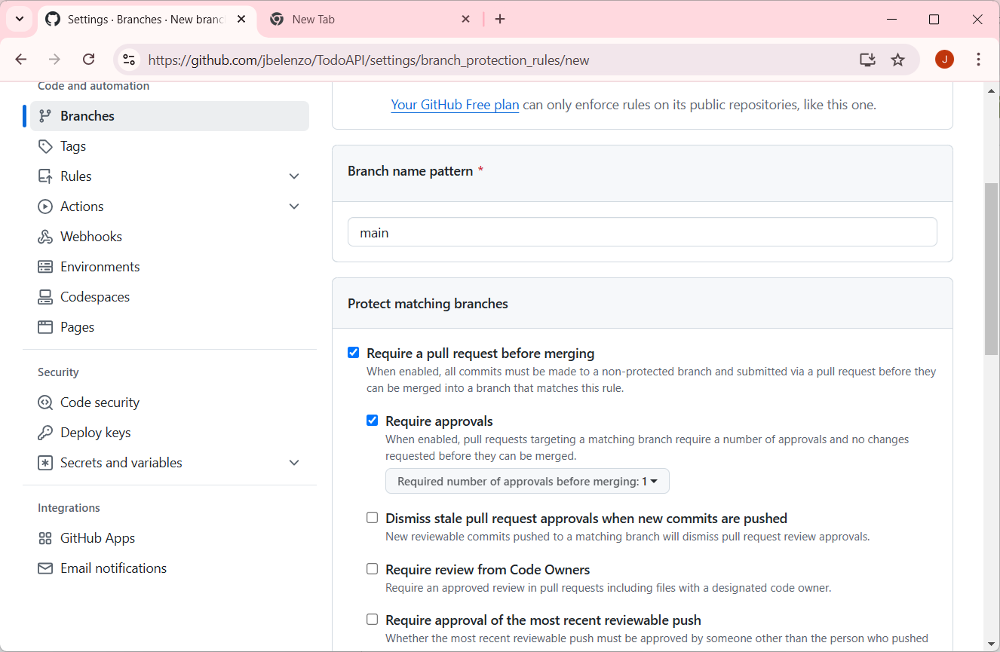 Settings · Branches · New branc
New Tab
https://github.com/jbelenzo/TodoAPI/settings/branch_protection_rules/new
J
Code and automation
Branches
Tags
Rules
Actions
Webhooks
Environments
Codespaces
Pages
Security
Code security
Deploy keys
Secrets and variables
Integrations
GitHub Apps
Email notifications
Your GitHub Free plan can only enforce rules on its public repositories, like this one.
Branch name pattern *
main
Protect matching branches
Require a pull request before merging
When enabled, all commits must be made to a non-protected branch and submitted via a pull request before they
can be merged into a branch that matches this rule.
Require approvals
When enabled, pull requests targeting a matching branch require a number of approvals and no changes
requested before they can be merged.
Required number of approvals before merging: 1
Dismiss stale pull request approvals when new commits are pushed
New reviewable commits pushed to a matching branch will dismiss pull request review approvals.
Require review from Code Owners
Require an approved review in pull requests including files with a designated code owner.
Require approval of the most recent reviewable push
Whether the most recent reviewable push must be approved by someone other than the person who pushed